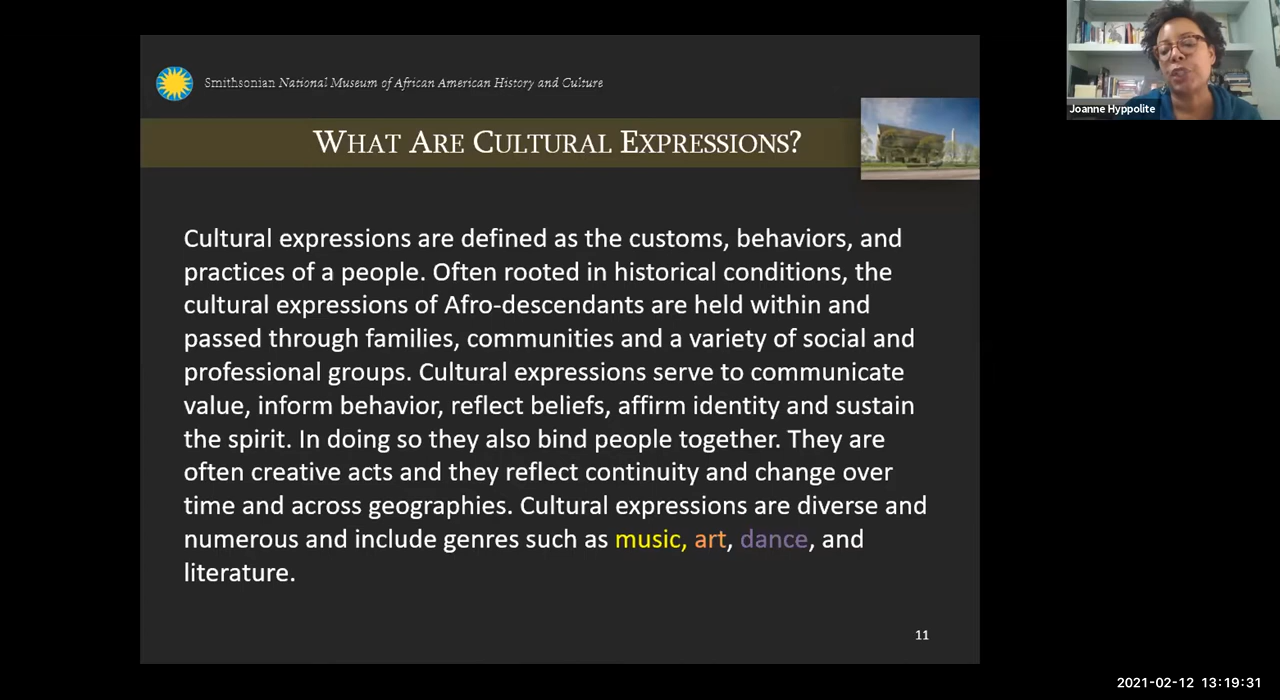 Smithsonian National Museum of African American History and Culture
WHAT ARE CULTURAL EXPRESSIONS?
Joanne Hyppolite
Cultural expressions are defined as the customs, behaviors, and
practices of a people. Often rooted in historical conditions, the
cultural expressions of Afro-descendants are held within and
passed through families, communities and a variety of social and
professional groups. Cultural expressions serve to communicate
value, inform behavior, reflect beliefs, affirm identity and sustain
the spirit. In doing so they also bind people together. They are
often creative acts and they reflect continuity and change over
time and across geographies. Cultural expressions are diverse and
numerous and include genres such as music, art, dance, and
literature.
11
2021-02-12 13:19:31